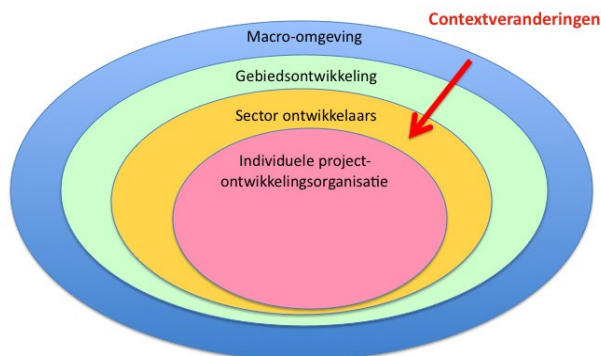 Contextveranderingen
Macro-omgeving
Gebiedsontwikkeling
Sector ontwikkelaars
Individuele project-
ontwikkelingsorganisatie